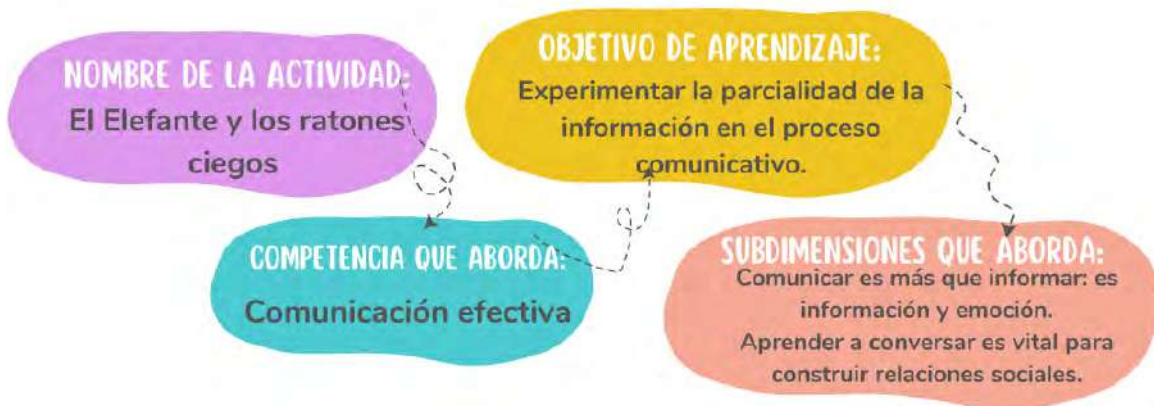 NOMBRE DE LA ACTIVIDAD:
El Elefante y los ratones
ciegos
COMPETENCIA QUE ABORDA:
Comunicación efectiva
OBJETIVO DE APRENDIZAJE:
Experimentar la parcialidad de la
información en el proceso
comunicativo.
SUBDIMENSIONES QUE ABORDA:
Comunicar es más que informar: es
información y emoción.
Aprender a conversar es vital para
construir relaciones sociales.